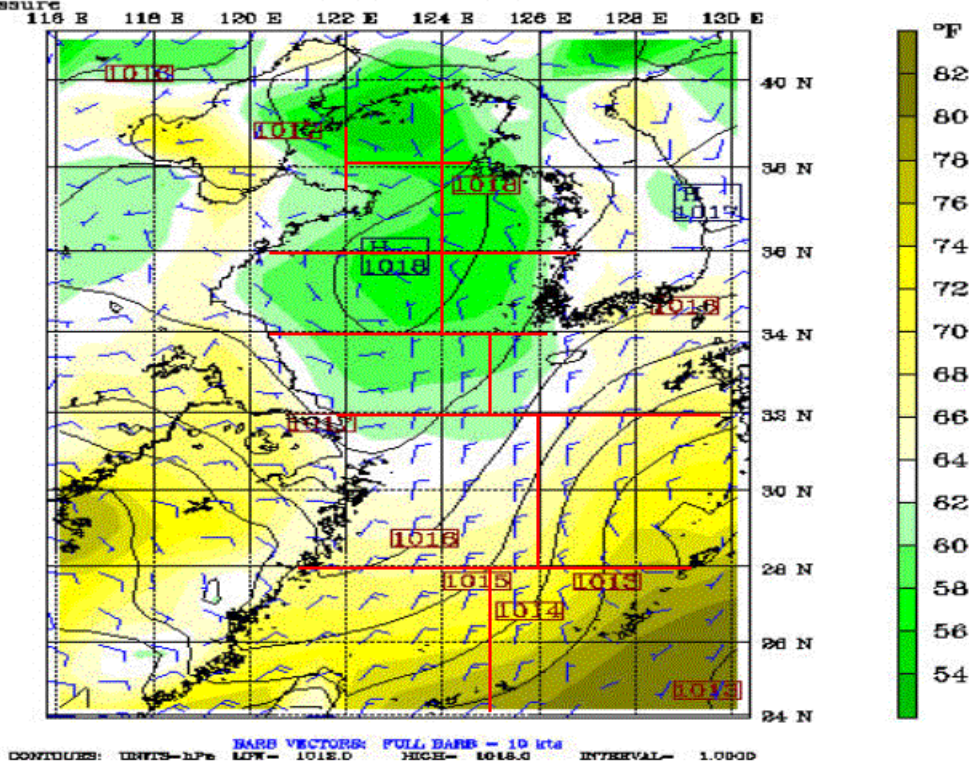 ssure
116 E 118 E 120 E 122 E 124 E 126 E 128 E 130 E
°F
1016
40 N
82
80
1017
38 N
78
1018
H
1017
76
H
1018
36 N
74
1016
72
34 N
70
68
1017
32 N
66
64
30 N
62
1016
60
1015
1013
28 N
58
1014
56
26 N
54
1013
24 N
BARB VECTORS: FULL BARB = 10 kts
CONTOURS: UNITS=hPa LOW= 1012.0 HIGH= 1018.0 INTERVAL= 1.0000